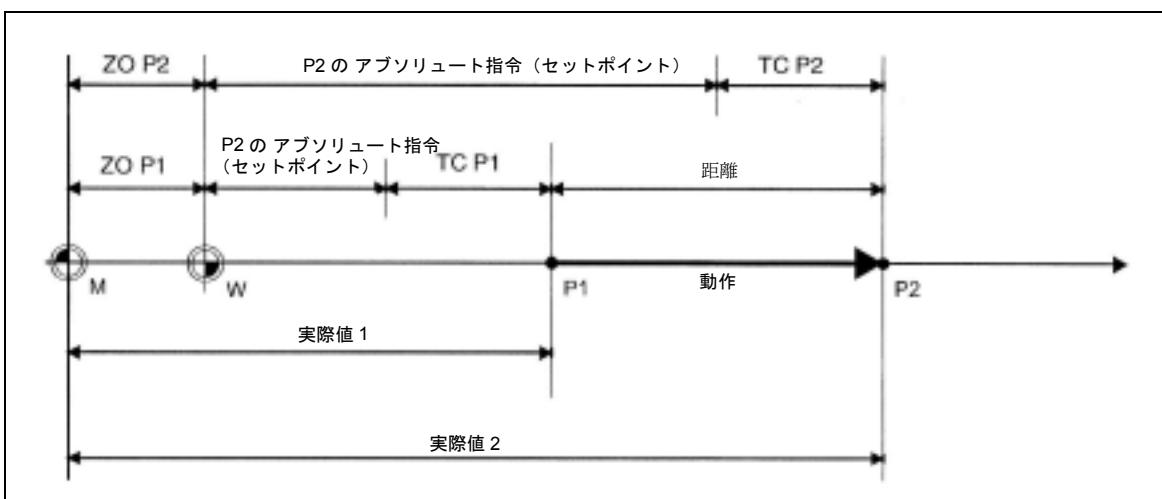 ZO P2
P2 の アブソリュート指令（セットポイント）
TC P2
ZO P1
P2 の アブソリュート指令
（セットポイント）
TC P1
距離
M
W
P1
動作
P2
実際値 1
実際値 2